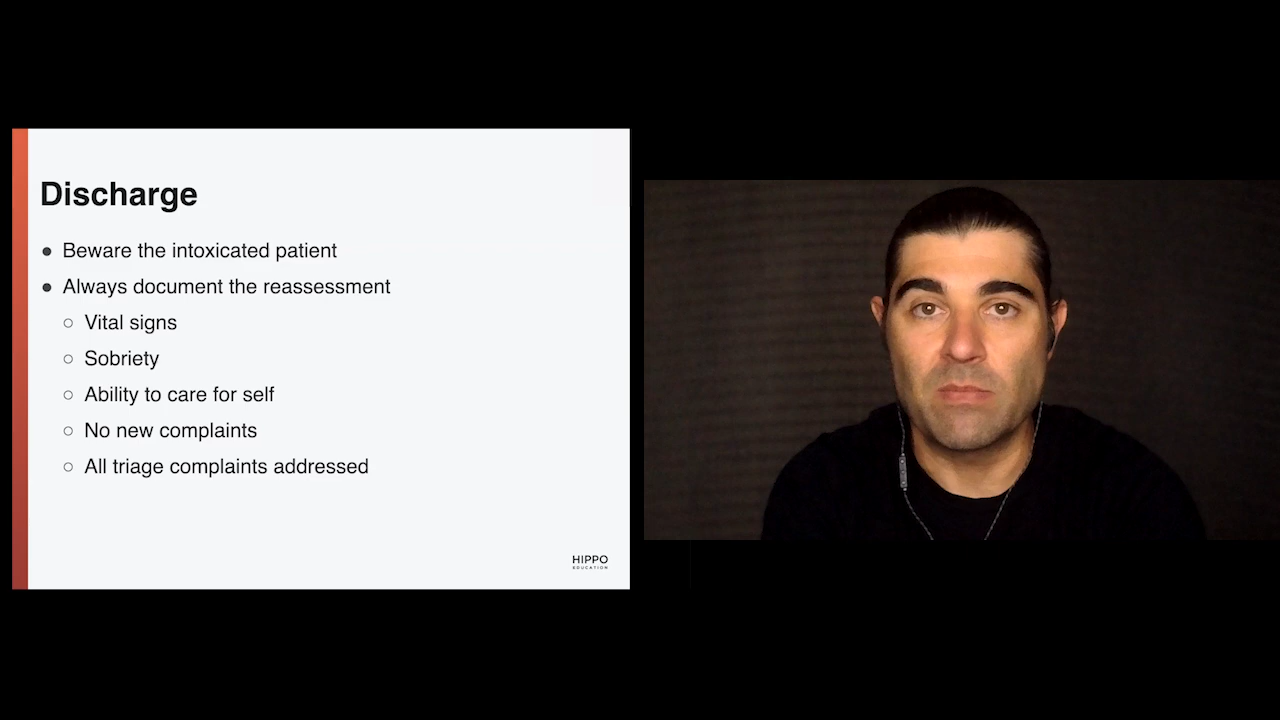 Discharge
● Beware the intoxicated patient
● Always document the reassessment
○ Vital signs
○ Sobriety
○ Ability to care for self
○ No new complaints
○ All triage complaints addressed
HIPPO
EDUCATION